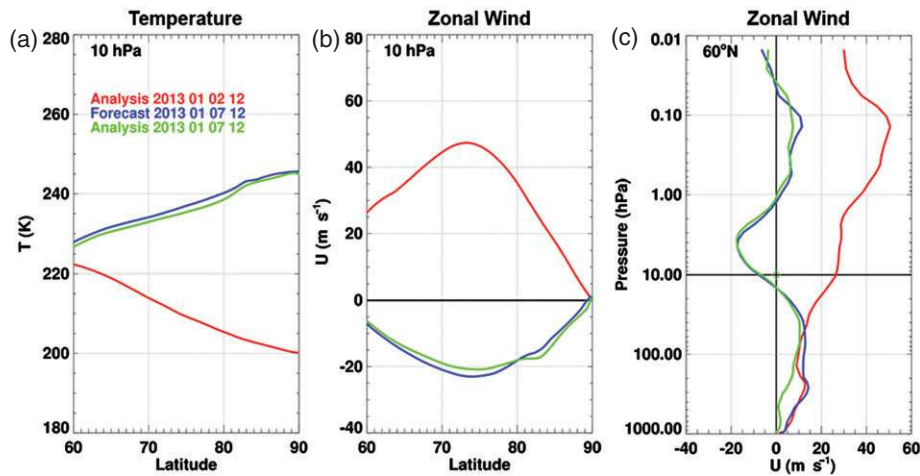 Temperature
(a)
10 hPa
Analysis 2013 01 02 12
Forecast 2013 01 07 12
Analysis 2013 01 07 12
T (K)
280
260
240
220
200
180
60
70
80
90
Latitude
Zonal Wind
(b)
10 hPa
U (m s⁻¹)
80
60
40
20
0
-20
-40
60
70
80
90
Latitude
Zonal Wind
(c)
60°N
Pressure (hPa)
0.01
0.10
1.00
10.00
100.00
1000.00
-40
-20
0
20
40
60
U (m s⁻¹)